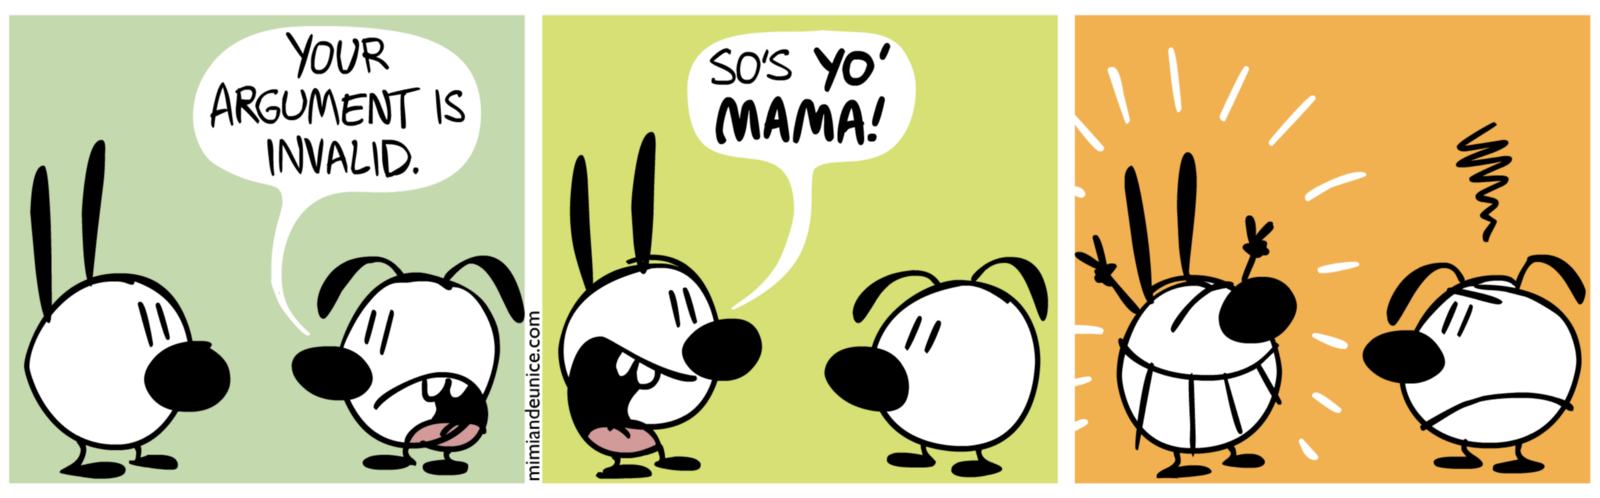 YOUR
ARGUMENT IS
INVALID.
SO'S YO'
MAMA!
mimiandeunice.com